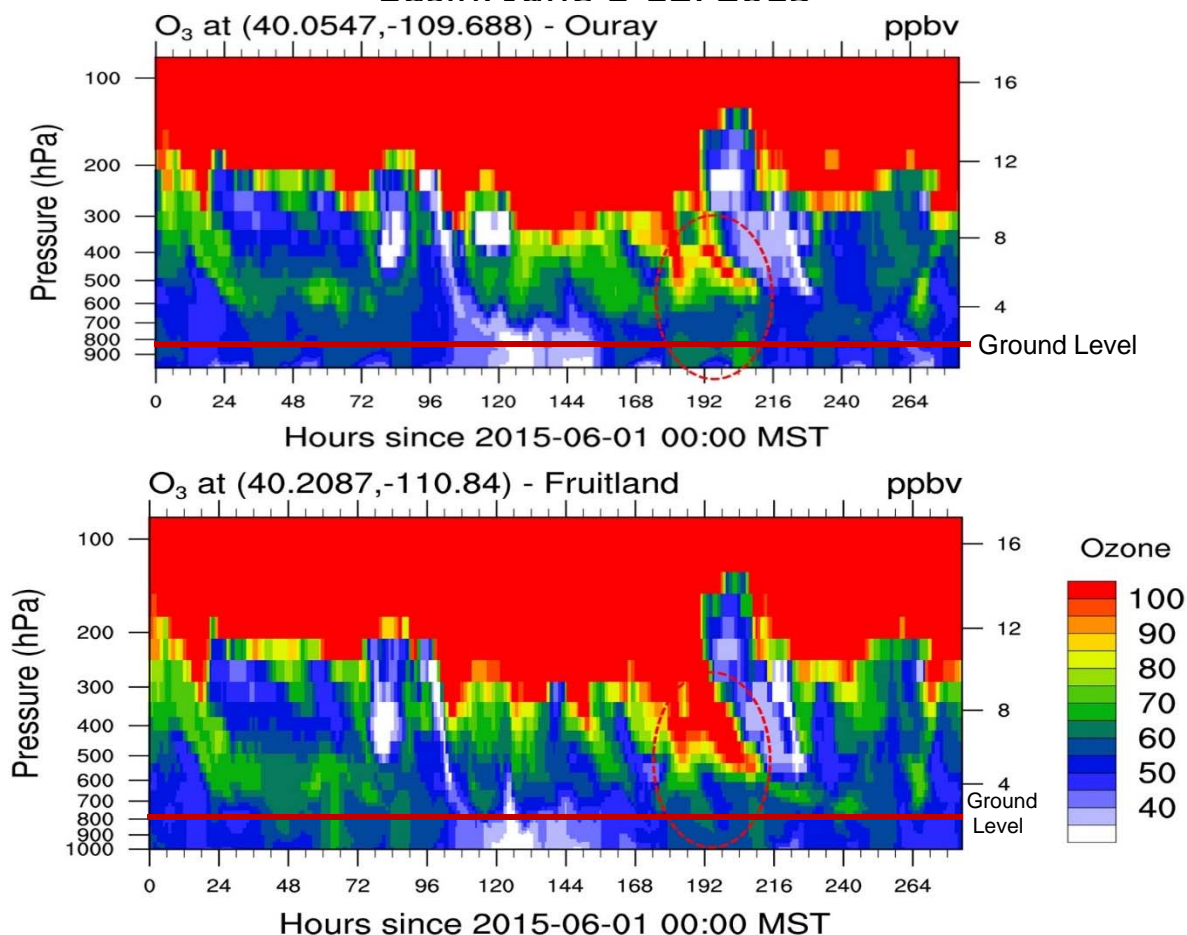 O₃ at (40.0547,-109.688) - Ouray ppbv
100
200
300
400
500
600
700
800
900
16
12
8
4
Pressure (hPa)
Ground Level
0 24 48 72 96 120 144 168 192 216 240 264
Hours since 2015-06-01 00:00 MST
O₃ at (40.2087,-110.84) - Fruitland ppbv
100
200
300
400
500
600
700
800
900
1000
16
12
8
4
Pressure (hPa)
Ground
Level
0 24 48 72 96 120 144 168 192 216 240 264
Hours since 2015-06-01 00:00 MST
Ozone
100
90
80
70
60
50
40